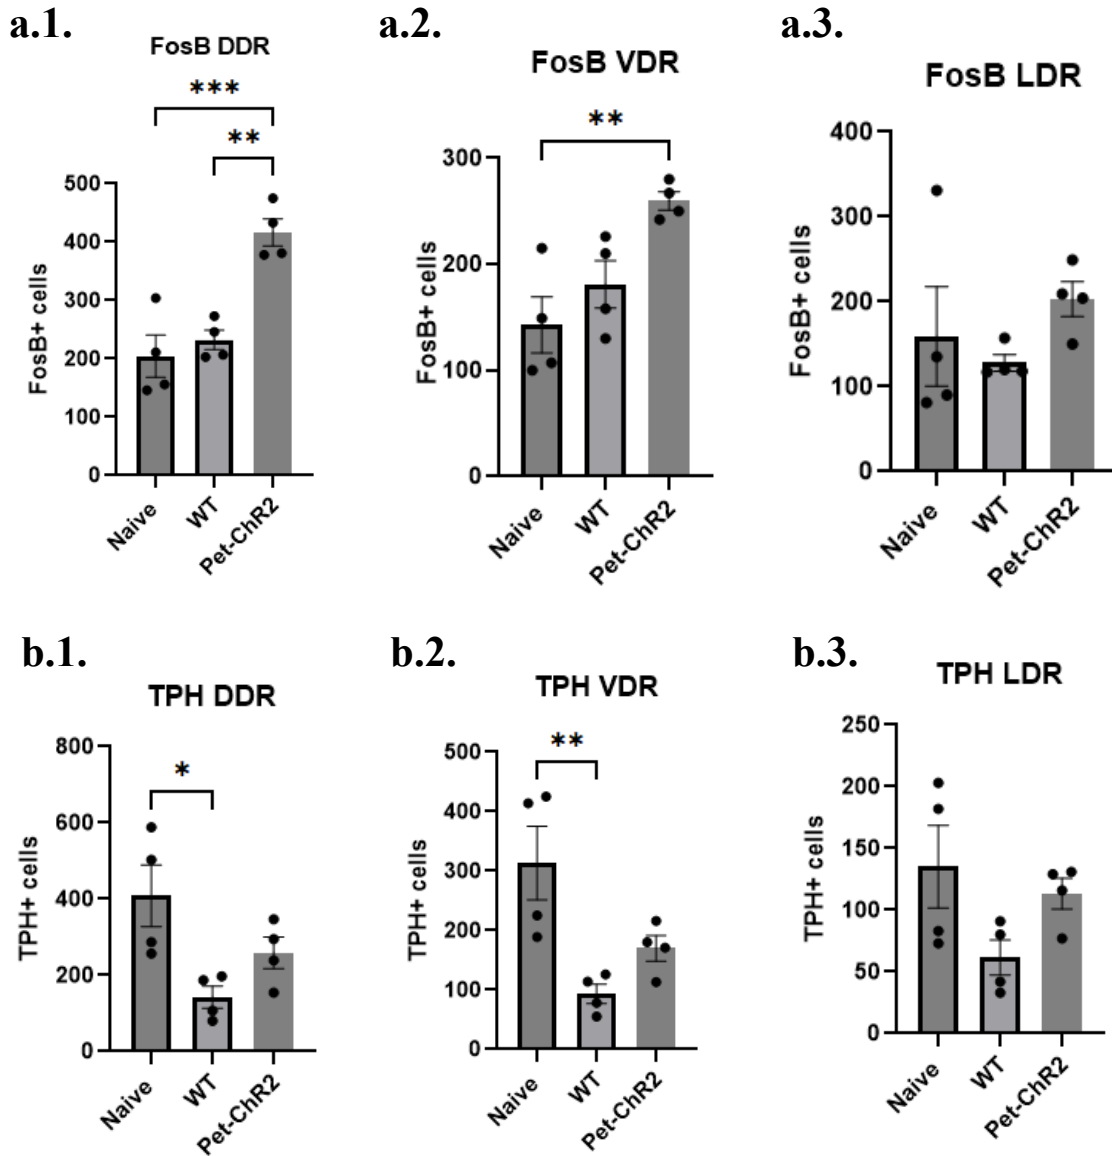 a.1.
FosB DDR
***
**
500
400
300
200
100
0
FosB+ cells
Naive
WT
Pet-ChR2
a.2.
FosB VDR
**
300
200
100
0
FosB+ cells
Naive
WT
Pet-ChR2
a.3.
FosB LDR
400
300
200
100
0
FosB+ cells
Naive
WT
Pet-ChR2
b.1.
TPH DDR
*
800
600
400
200
0
TPH+ cells
Naive
WT
Pet-ChR2
b.2.
TPH VDR
**
500
400
300
200
100
0
TPH+ cells
Naive
WT
Pet-ChR2
b.3.
TPH LDR
250
200
150
100
50
0
TPH+ cells
Naive
WT
Pet-ChR2